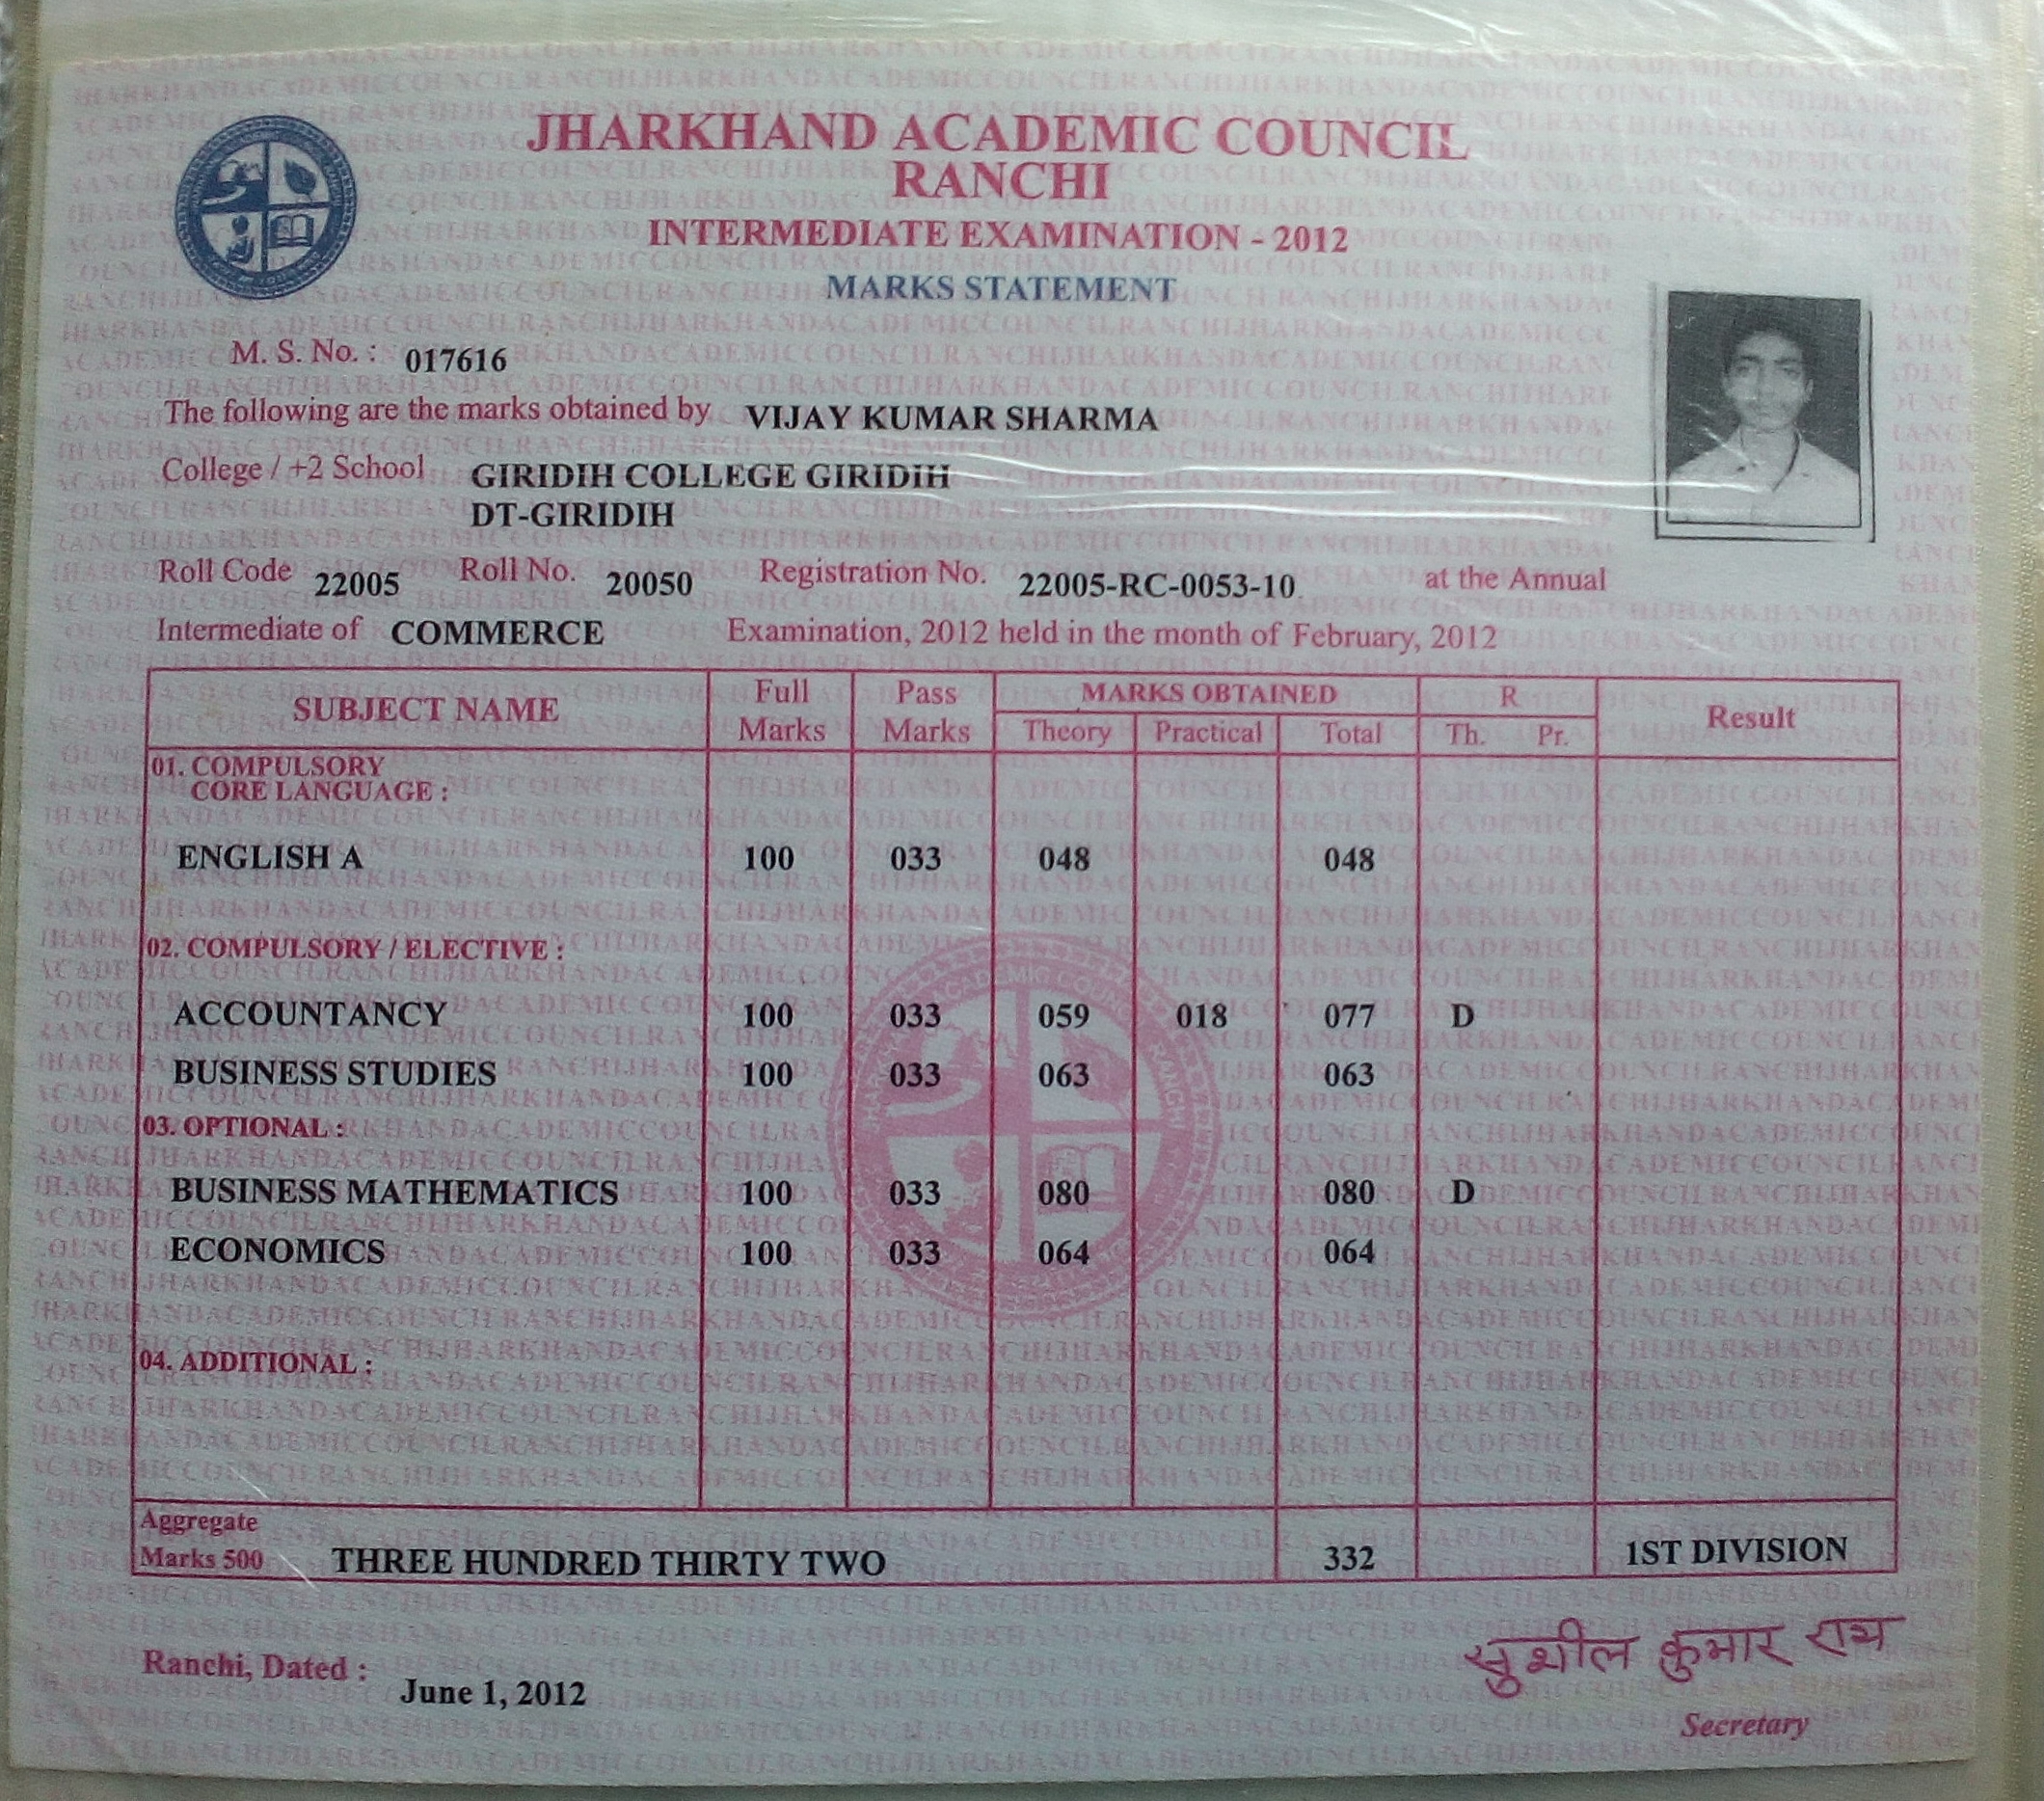 JHARKHAND ACADEMIC COUNCIL
RANCHI
INTERMEDIATE EXAMINATION - 2012
MARKS STATEMENT
M. S. No. : 017616
The following are the marks obtained by VIJAY KUMAR SHARMA
College / +2 School GIRIDIH COLLEGE GIRIDIH
DT-GIRIDIH
Roll Code 22005 Roll No. 20050 Registration No. 22005-RC-0053-10 at the Annual
Intermediate of COMMERCE Examination, 2012 held in the month of February, 2012
SUBJECT NAME Full Marks Pass Marks MARKS OBTAINED R Result
Theory Practical Total Th. Pr.
01. COMPULSORY
CORE LANGUAGE :
ENGLISH A 100 033 048 048
02. COMPULSORY / ELECTIVE :
ACCOUNTANCY 100 033 059 018 077 D
BUSINESS STUDIES 100 033 063 063
03. OPTIONAL :
BUSINESS MATHEMATICS 100 033 080 080 D
ECONOMICS 100 033 064 064
04. ADDITIONAL :
Aggregate
Marks 500 THREE HUNDRED THIRTY TWO 332 1ST DIVISION
सुशील कुमार राय
Ranchi, Dated : June 1, 2012
Secretary